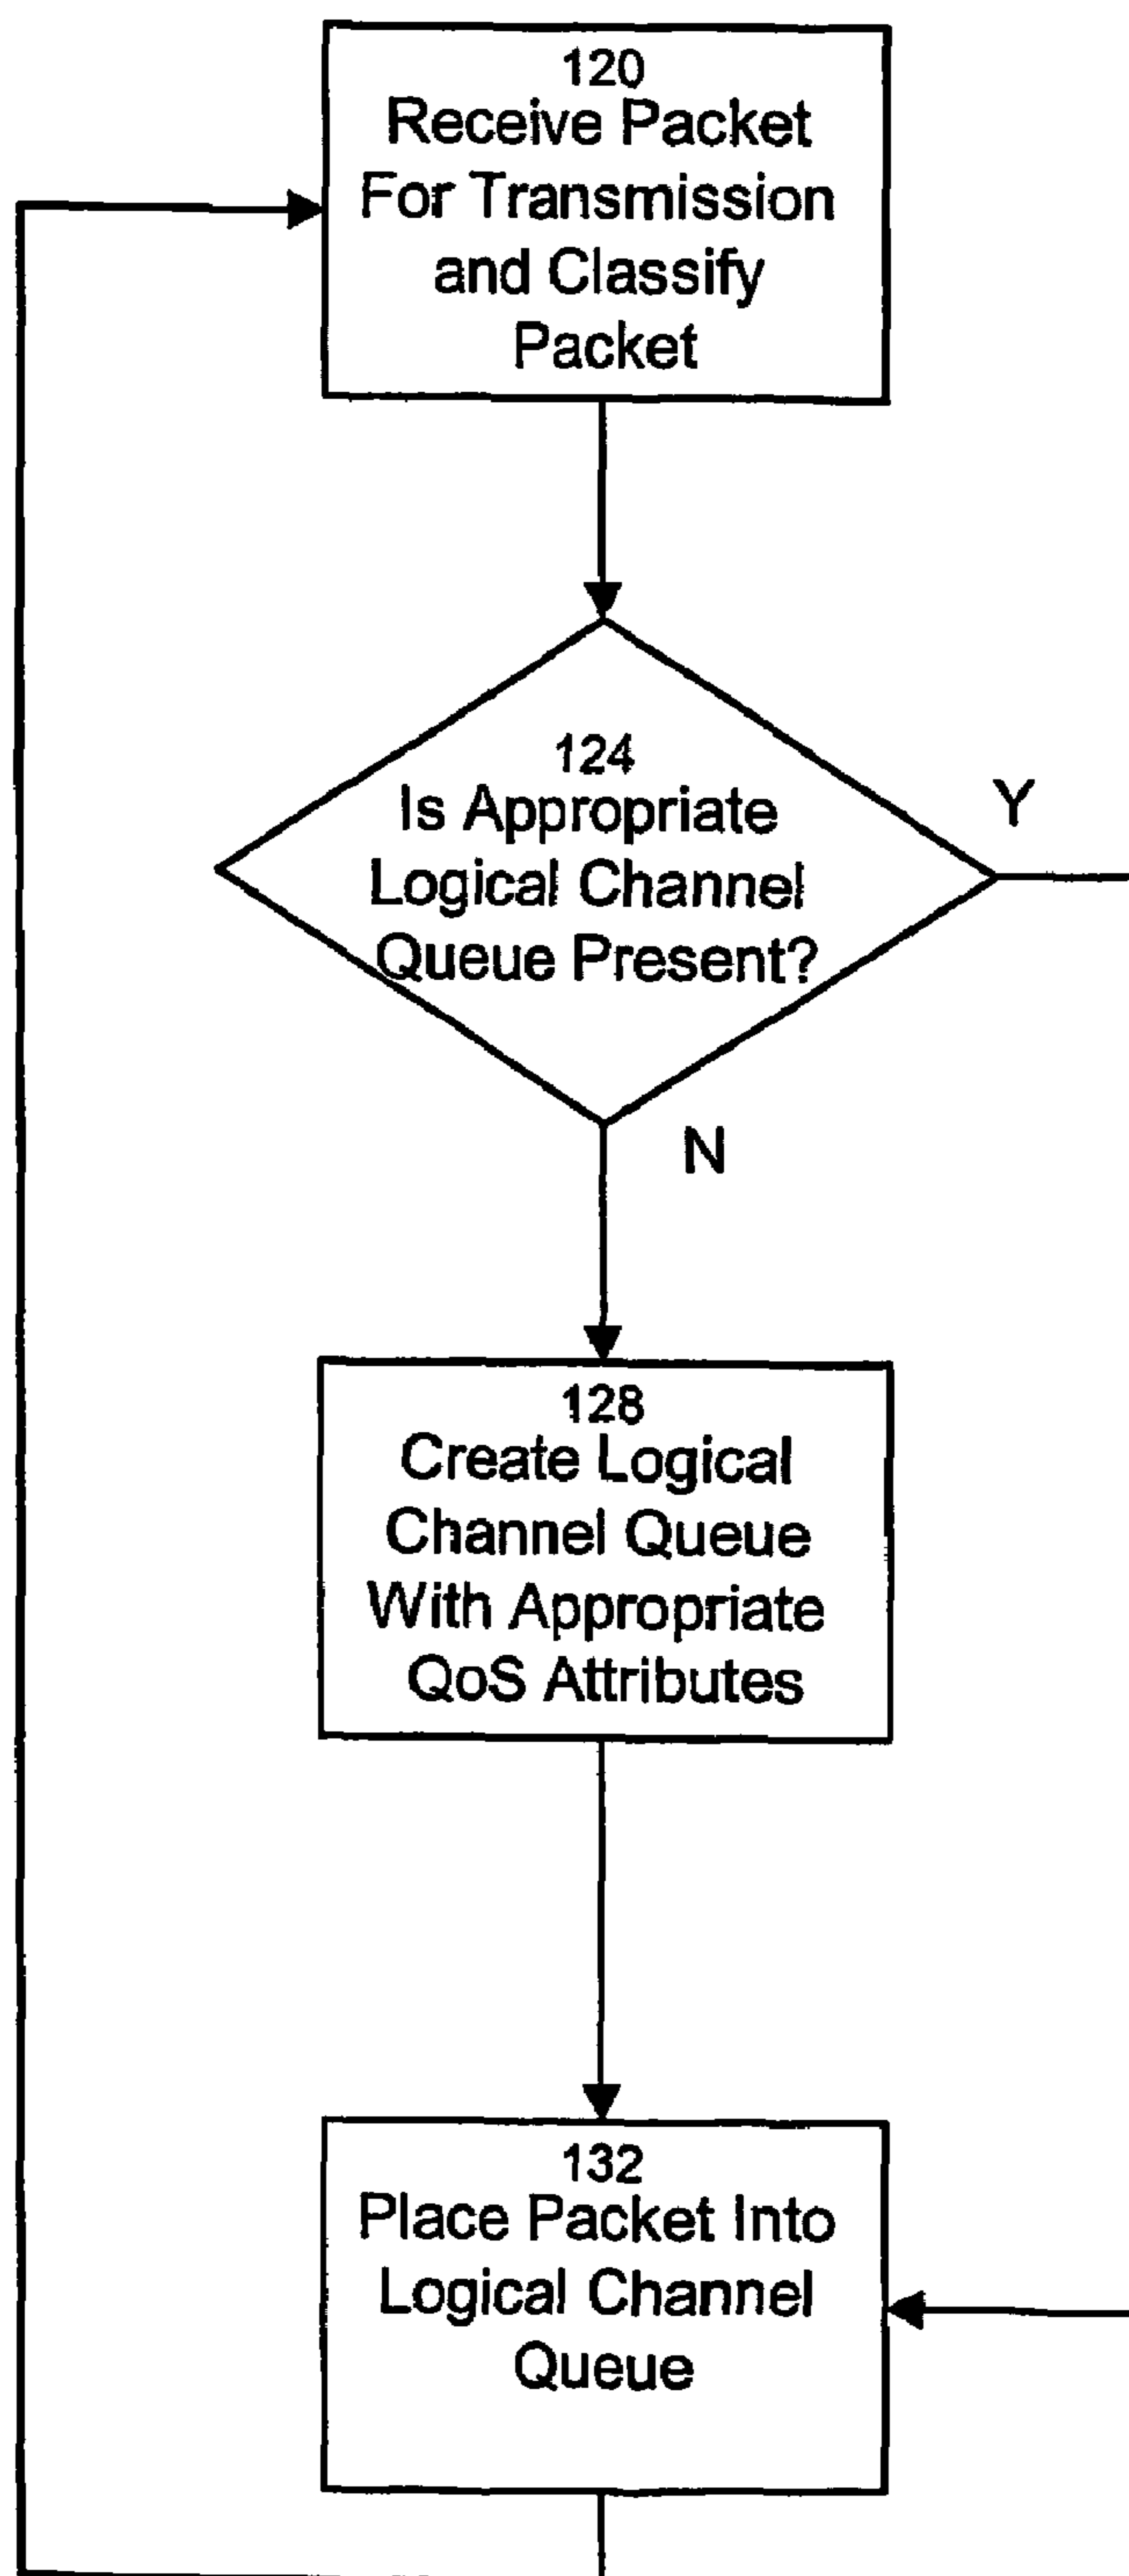 120
Receive Packet
For Transmission
and Classify
Packet
124
Is Appropriate
Logical Channel
Queue Present?
Y
N
128
Create Logical
Channel Queue
With Appropriate
QoS Attributes
132
Place Packet Into
Logical Channel
Queue